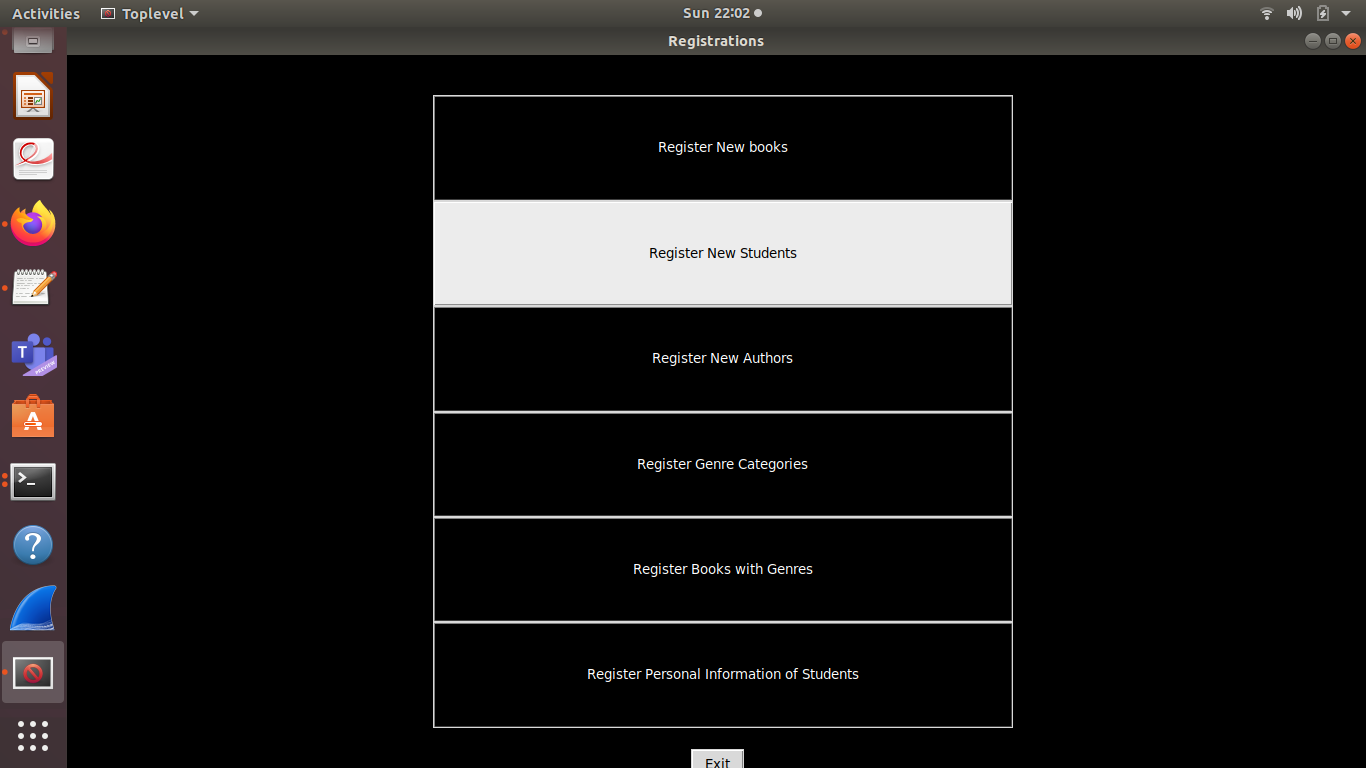 Activities
Toplevel
Sun 22:02
Registrations
Register New books
Register New Students
Register New Authors
Register Genre Categories
Register Books with Genres
Register Personal Information of Students
Exit
T
PREVIEW
A
>_
?